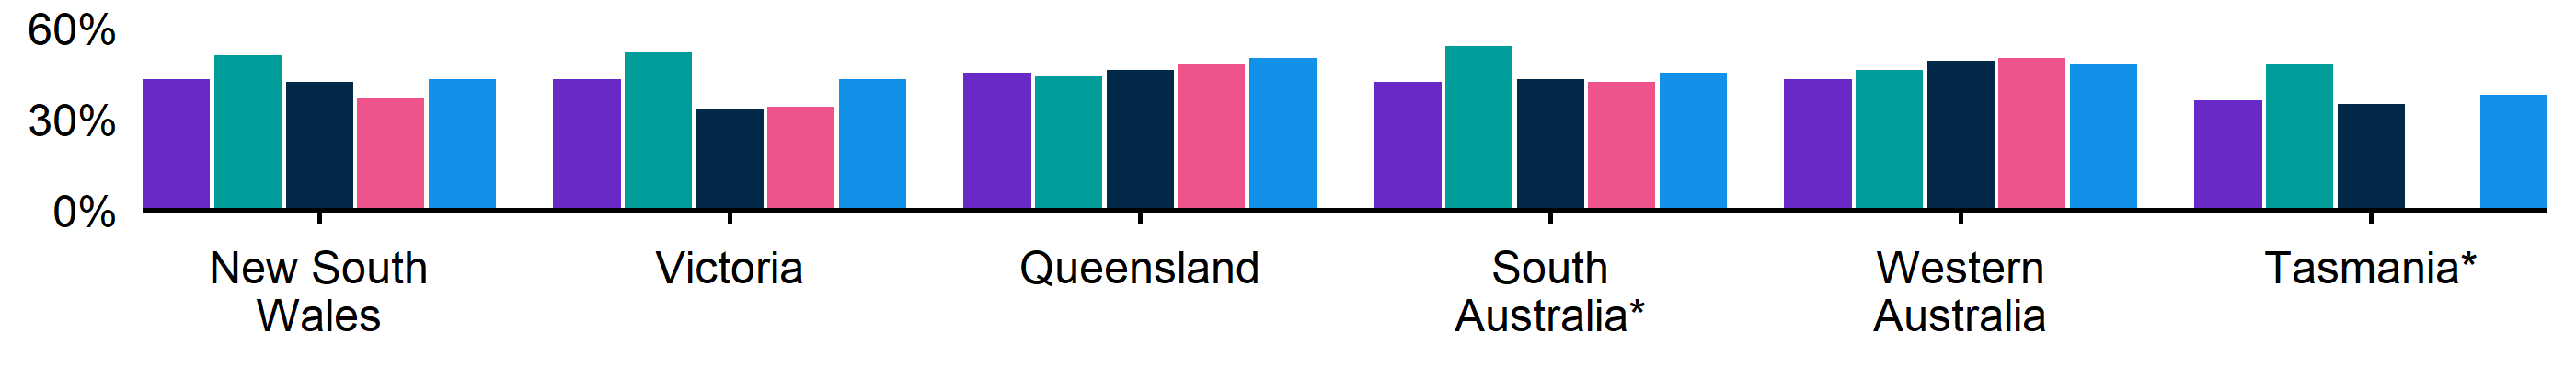 60%
30%
0%
New South
Wales
Victoria
Queensland
South
Australia*
Western
Australia
Tasmania*